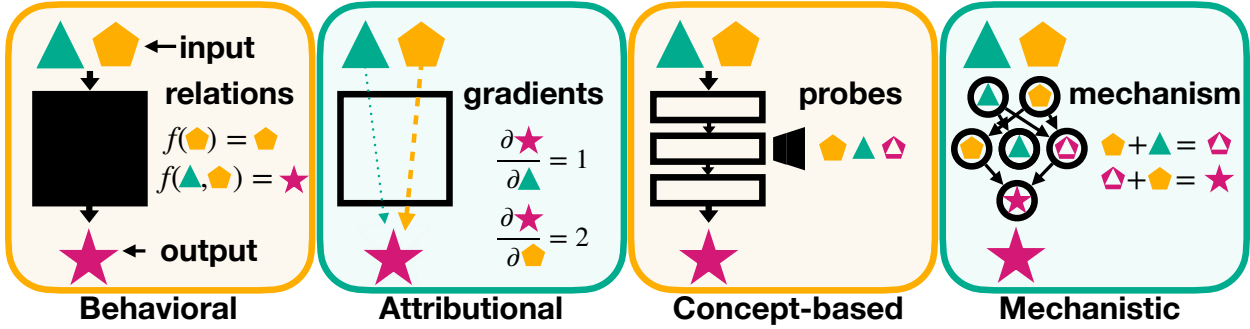 input
relations
f(⬟) = ⬟
f(▲,⬟) = ★
output
Behavioral
gradients
∂★/∂▲ = 1
∂★/∂⬟ = 2
Attributional
probes
Concept-based
mechanism
⬟+▲= ⬟
⬟+⬟= ★
Mechanistic